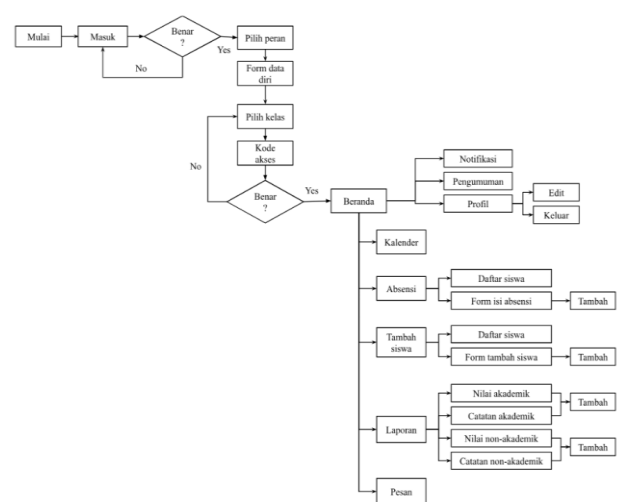 Mulai
Masuk
Benar
?
Yes
No
Pilih peran
Form data
diri
Pilih kelas
Kode
akses
Benar
?
Yes
No
Beranda
Notifikasi
Pengumuman
Profil
Edit
Keluar
Kalender
Absensi
Daftar siswa
Form isi absensi
Tambah
Tambah
siswa
Daftar siswa
Form tambah siswa
Tambah
Laporan
Nilai akademik
Catatan akademik
Tambah
Nilai non-akademik
Catatan non-akademik
Tambah
Pesan